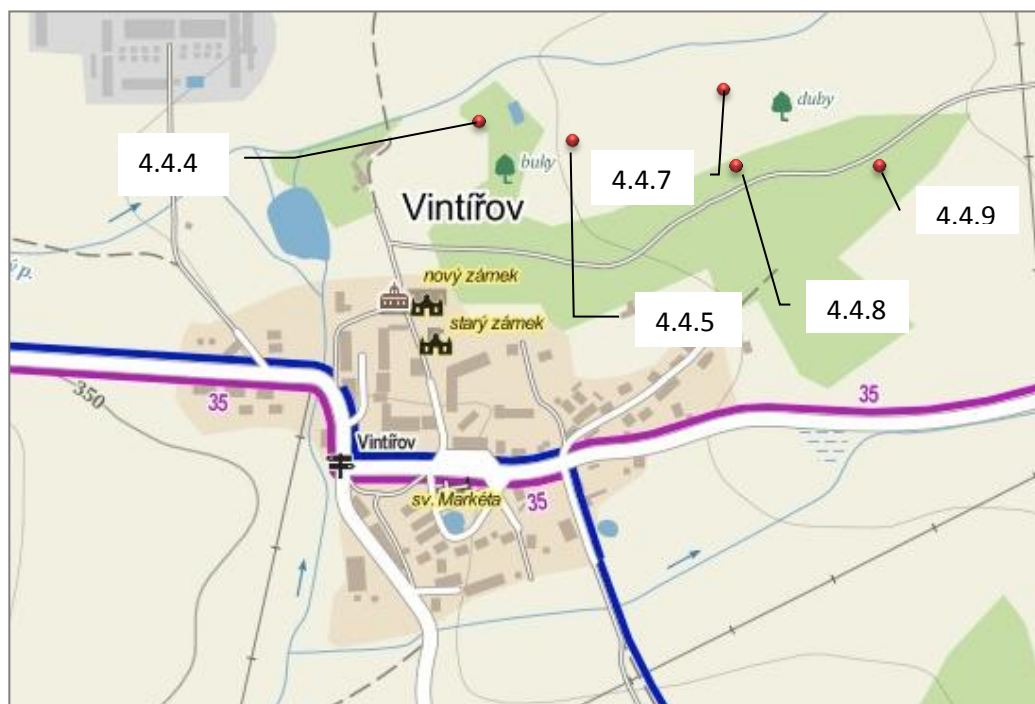 duby
4.4.4
buky
4.4.7
Vintířov
4.4.9
ý p.
nový zámek
4.4.5
4.4.8
starý zámek
350
35
35
Vintířov
sv. Markéta
35